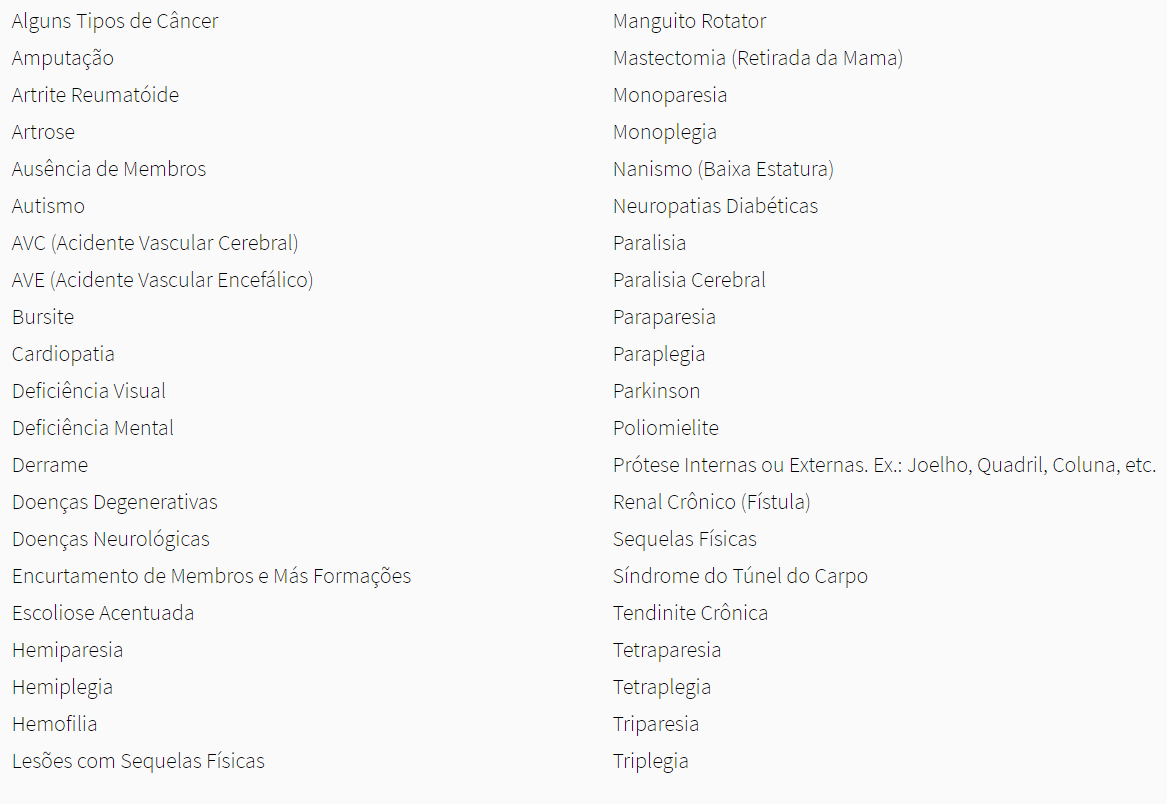 Alguns Tipos de Câncer
Amputação
Artrite Reumatóide
Artrose
Ausência de Membros
Autismo
AVC (Acidente Vascular Cerebral)
AVE (Acidente Vascular Encefálico)
Bursite
Cardiopatia
Deficiência Visual
Deficiência Mental
Derrame
Doenças Degenerativas
Doenças Neurológicas
Encurtamento de Membros e Más Formações
Escoliose Acentuada
Hemiparesia
Hemiplegia
Hemofilia
Lesões com Sequelas Físicas
Manguito Rotator
Mastectomia (Retirada da Mama)
Monoparesia
Monoplegia
Nanismo (Baixa Estatura)
Neuropatias Diabéticas
Paralisia
Paralisia Cerebral
Paraparesia
Paraplegia
Parkinson
Poliomielite
Prótese Internas ou Externas. Ex.: Joelho, Quadril, Coluna, etc.
Renal Crônico (Fístula)
Sequelas Físicas
Síndrome do Túnel do Carpo
Tendinite Crônica
Tetraparesia
Tetraplegia
Triparesia
Triplegia